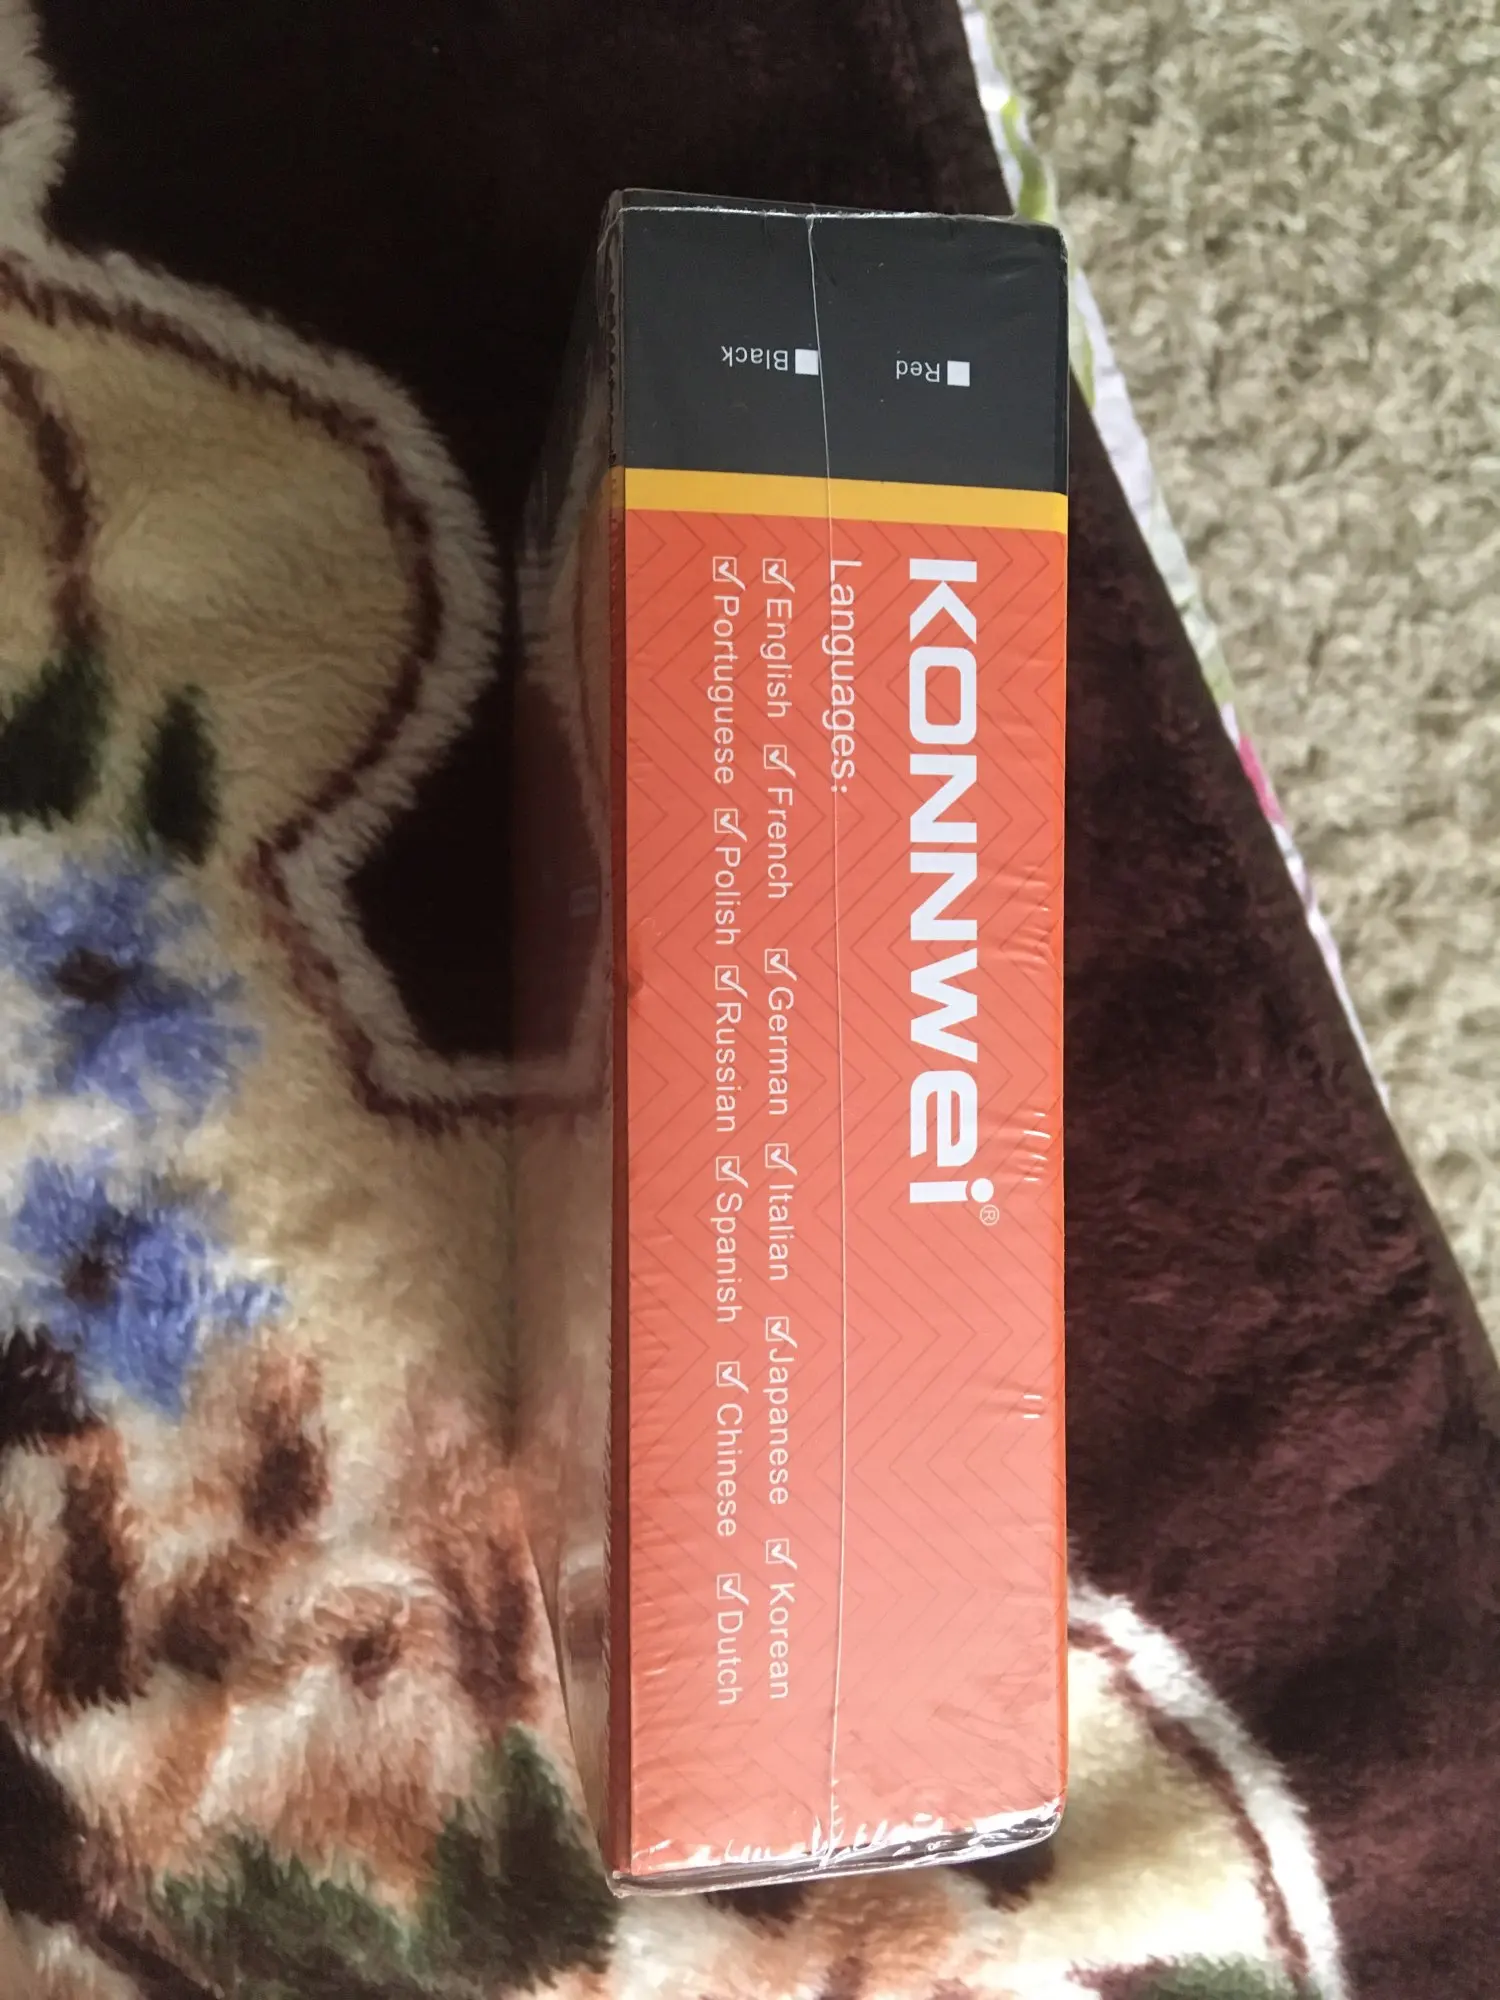 KONNWEI®
Languages:
☑English ☑French ☑German ☑Italian ☑Japanese ☑Korean
☑Portuguese ☑Polish ☑Russian ☑Spanish ☑Chinese ☑Dutch
Red
Black